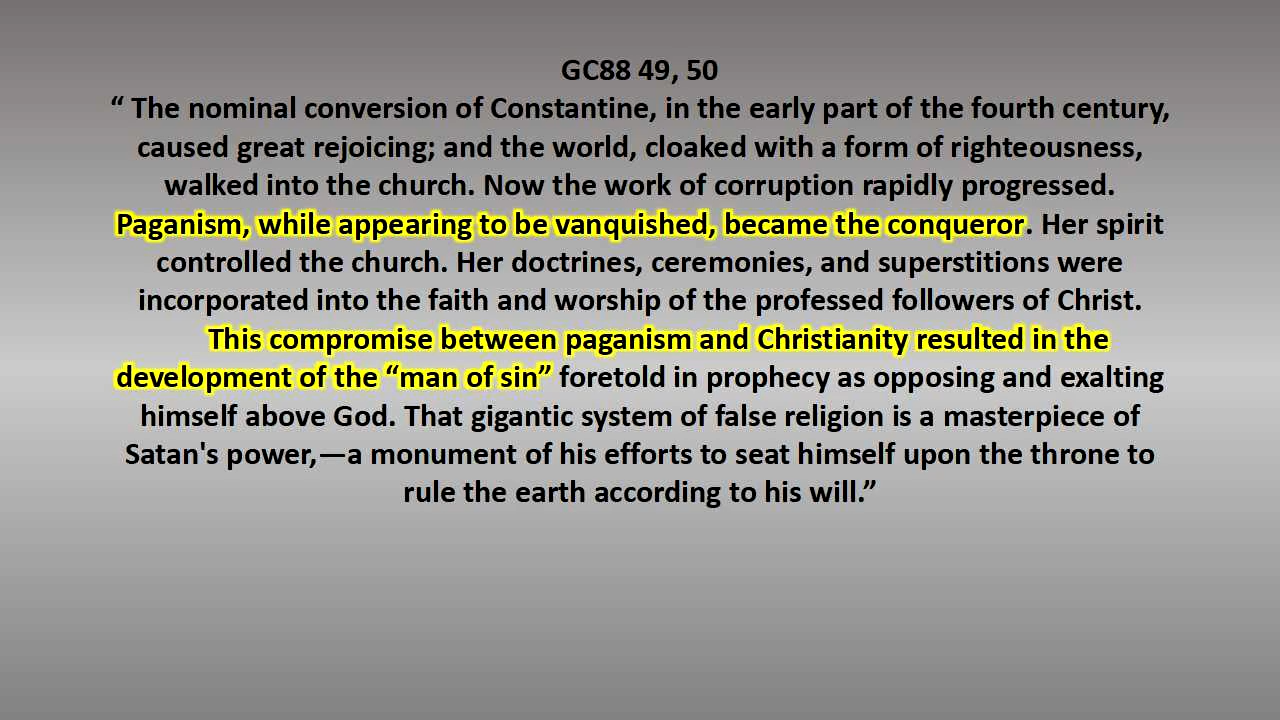 GC88 49, 50
“ The nominal conversion of Constantine, in the early part of the fourth century,
caused great rejoicing; and the world, cloaked with a form of righteousness,
walked into the church. Now the work of corruption rapidly progressed.
Paganism, while appearing to be vanquished, became the conqueror. Her spirit
controlled the church. Her doctrines, ceremonies, and superstitions were
incorporated into the faith and worship of the professed followers of Christ.
This compromise between paganism and Christianity resulted in the
development of the “man of sin” foretold in prophecy as opposing and exalting
himself above God. That gigantic system of false religion is a masterpiece of
Satan's power,—a monument of his efforts to seat himself upon the throne to
rule the earth according to his will.”